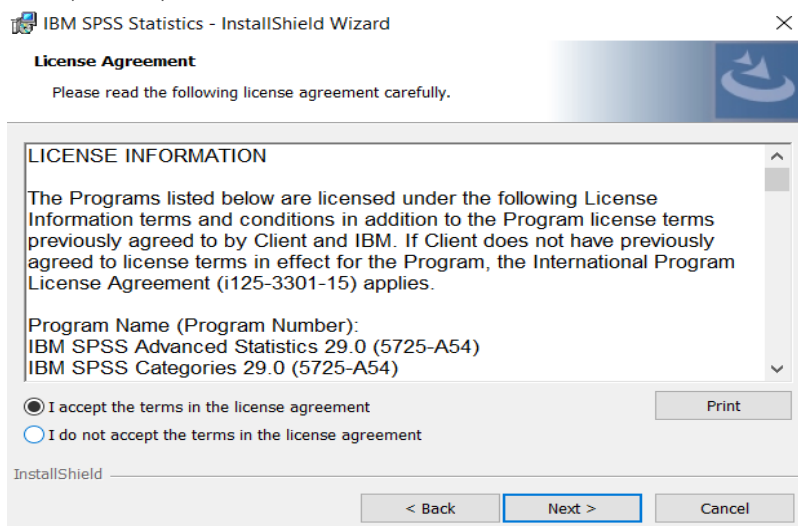 IBM SPSS Statistics - InstallShield Wizard
License Agreement
Please read the following license agreement carefully.
LICENSE INFORMATION
The Programs listed below are licensed under the following License
Information terms and conditions in addition to the Program license terms
previously agreed to by Client and IBM. If Client does not have previously
agreed to license terms in effect for the Program, the International Program
License Agreement (i125-3301-15) applies.
Program Name (Program Number):
IBM SPSS Advanced Statistics 29.0 (5725-A54)
IBM SPSS Categories 29.0 (5725-A54)
I accept the terms in the license agreement
Print
I do not accept the terms in the license agreement
InstallShield
< Back
Next >
Cancel